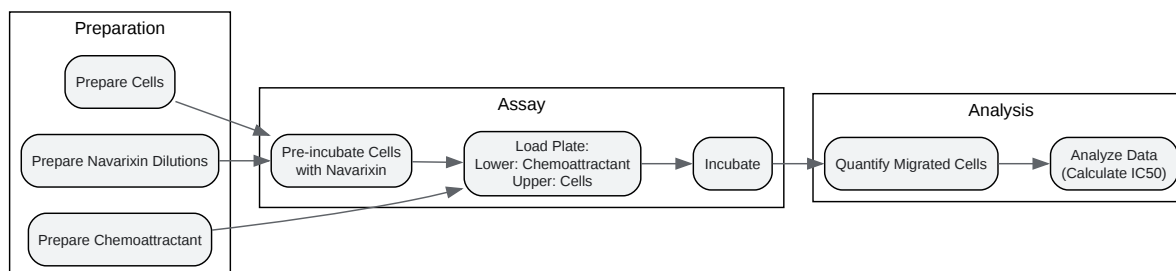 Preparation
Prepare Cells
Prepare Navarixin Dilutions
Prepare Chemoattractant
Assay
Pre-incubate Cells
with Navarixin
Load Plate:
Lower: Chemoattractant
Upper: Cells
Incubate
Analysis
Quantify Migrated Cells
Analyze Data
(Calculate IC50)